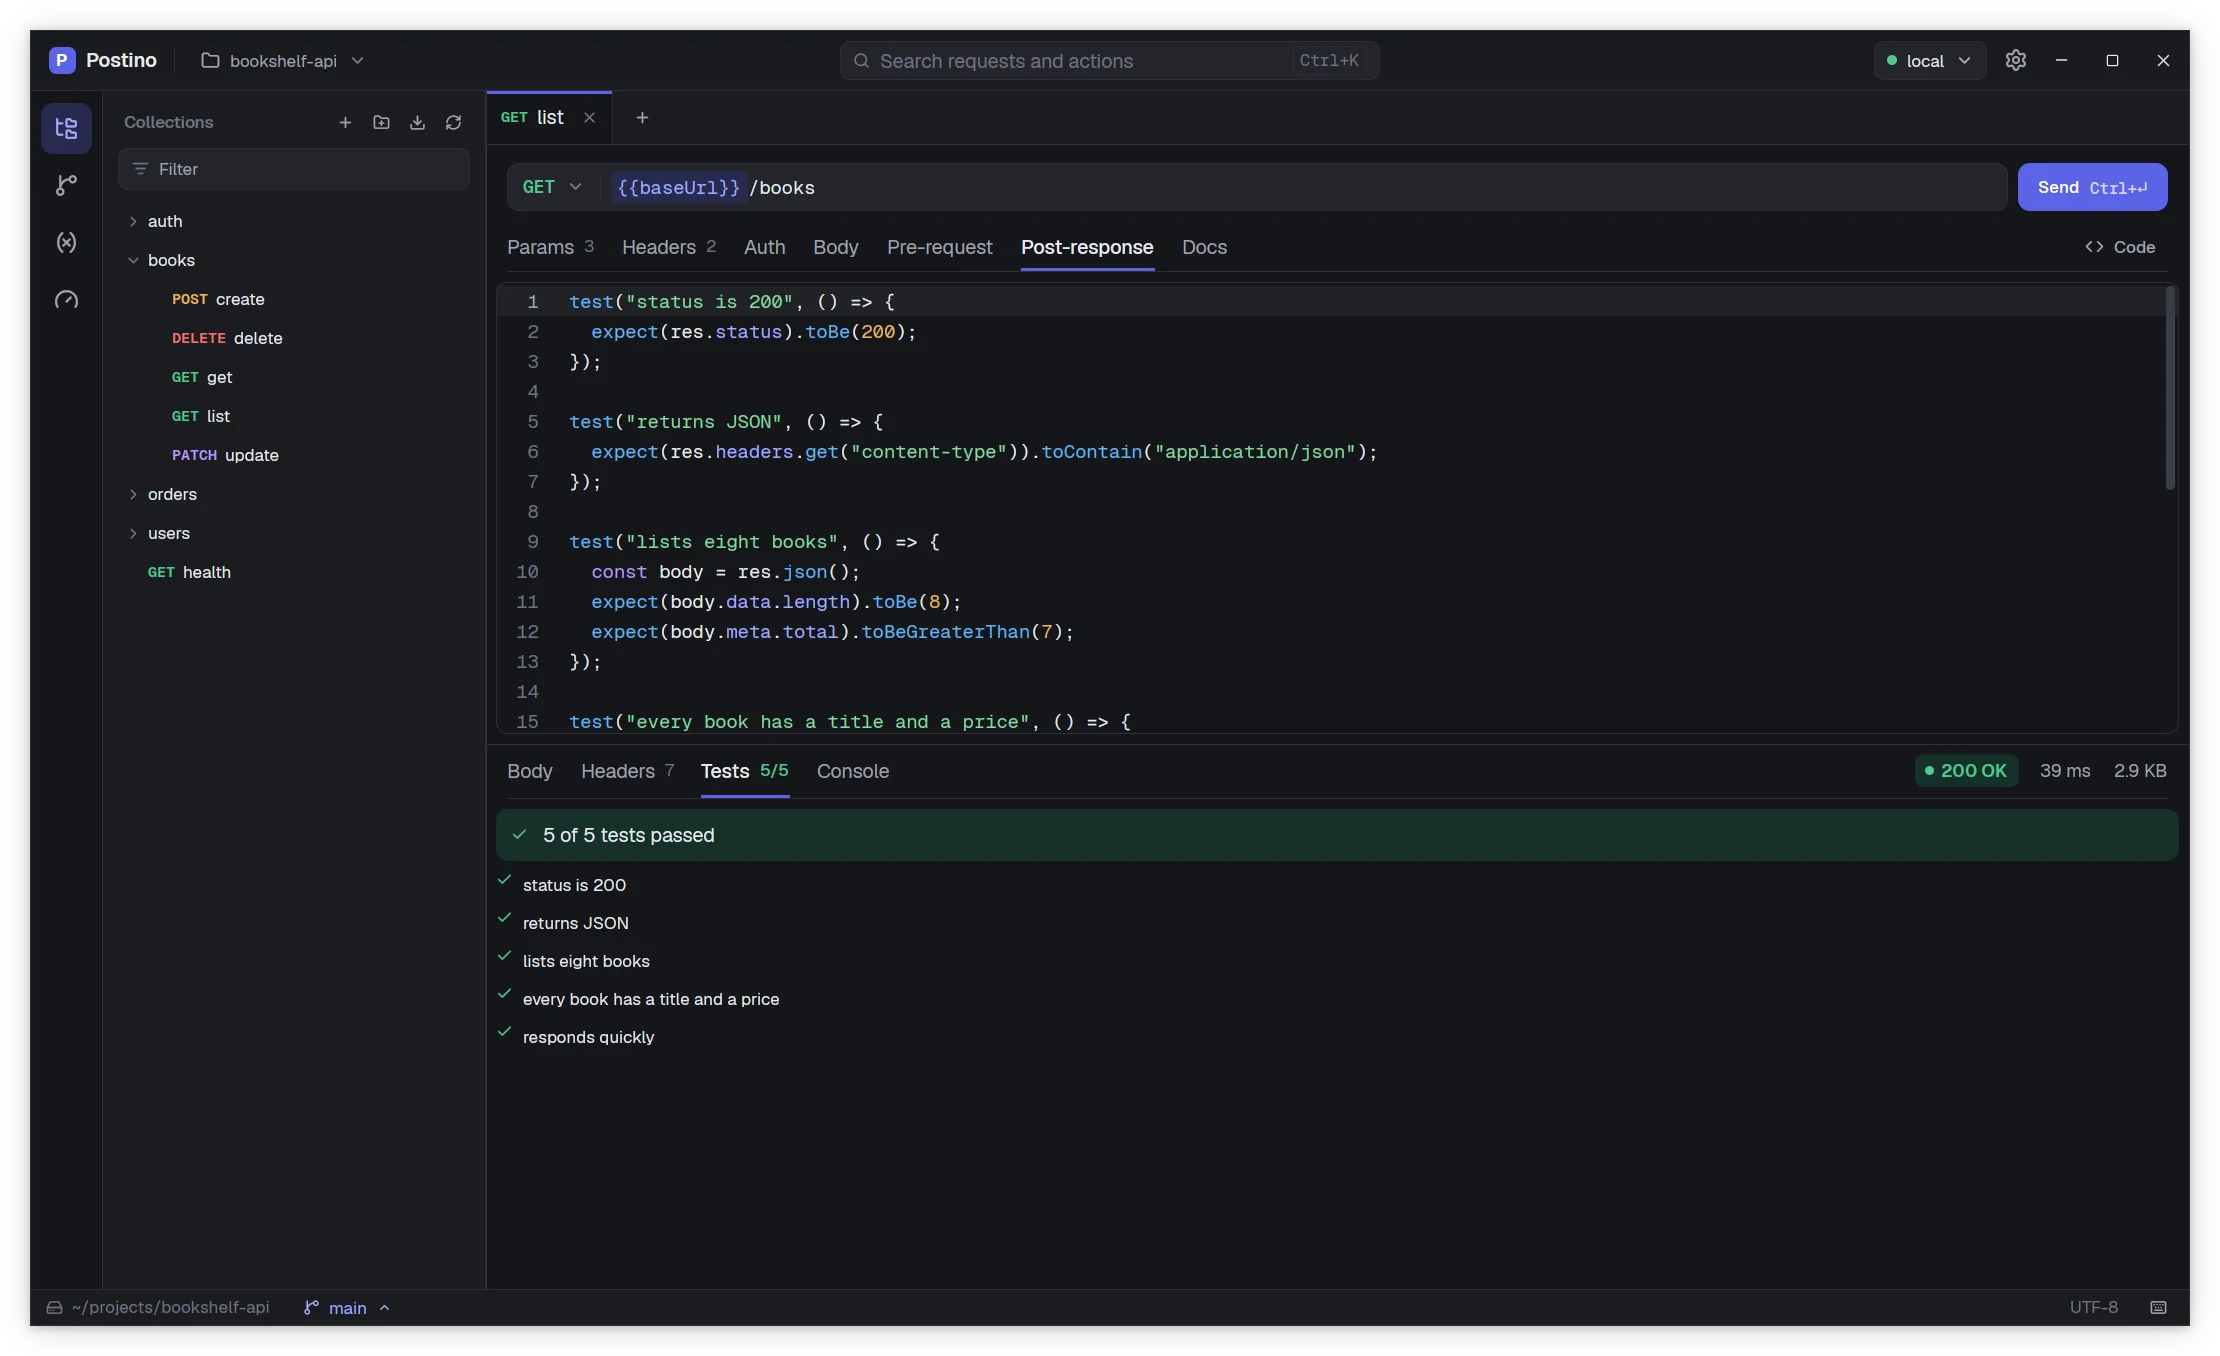 P Postino bookshelf-api Search requests and actions Ctrl+K local
Collections
Filter
auth
books
POST create
DELETE delete
GET get
GET list
PATCH update
orders
users
GET health
GET list
GET {{baseUrl}}/books Send Ctrl+↵
Params 3 Headers 2 Auth Body Pre-request Post-response Docs <> Code
1 test("status is 200", () => {
2 expect(res.status).toBe(200);
3 });
4
5 test("returns JSON", () => {
6 expect(res.headers.get("content-type")).toContain("application/json");
7 });
8
9 test("lists eight books", () => {
10 const body = res.json();
11 expect(body.data.length).toBe(8);
12 expect(body.meta.total).toBeGreaterThan(7);
13 });
14
15 test("every book has a title and a price", () => {
Body Headers 7 Tests 5/5 Console 200 OK 39 ms 2.9 KB
5 of 5 tests passed
status is 200
returns JSON
lists eight books
every book has a title and a price
responds quickly
~/projects/bookshelf-api main UTF-8